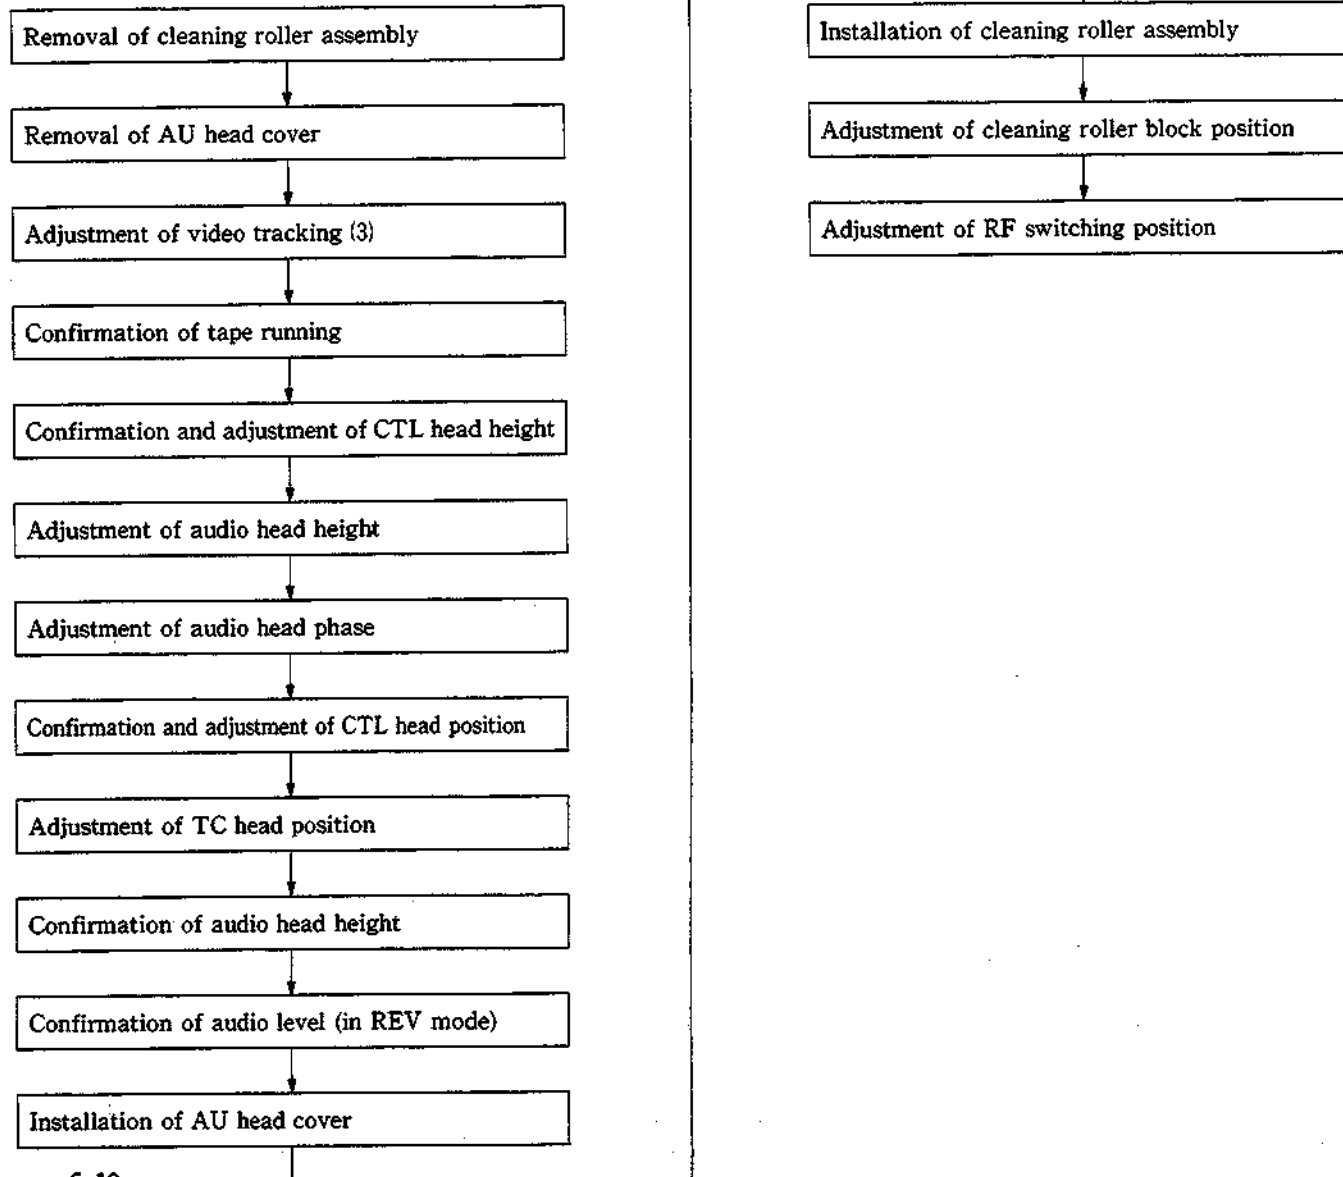 Removal of cleaning roller assembly
Removal of AU head cover
Adjustment of video tracking (3)
Confirmation of tape running
Confirmation and adjustment of CTL head height
Adjustment of audio head height
Adjustment of audio head phase
Confirmation and adjustment of CTL head position
Adjustment of TC head position
Confirmation of audio head height
Confirmation of audio level (in REV mode)
Installation of AU head cover
Installation of cleaning roller assembly
Adjustment of cleaning roller block position
Adjustment of RF switching position